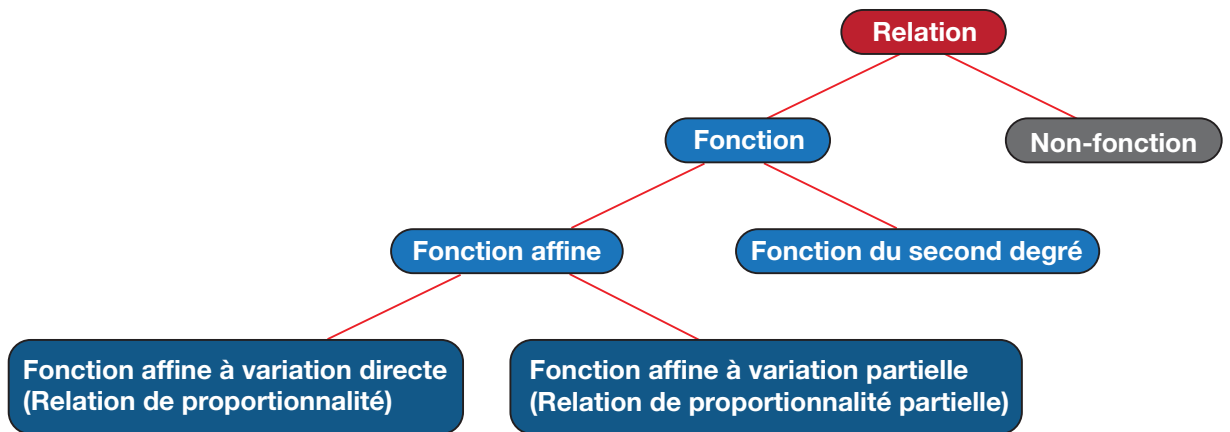 Relation
Fonction
Non-fonction
Fonction affine
Fonction du second degré
Fonction affine à variation directe
(Relation de proportionnalité)
Fonction affine à variation partielle
(Relation de proportionnalité partielle)